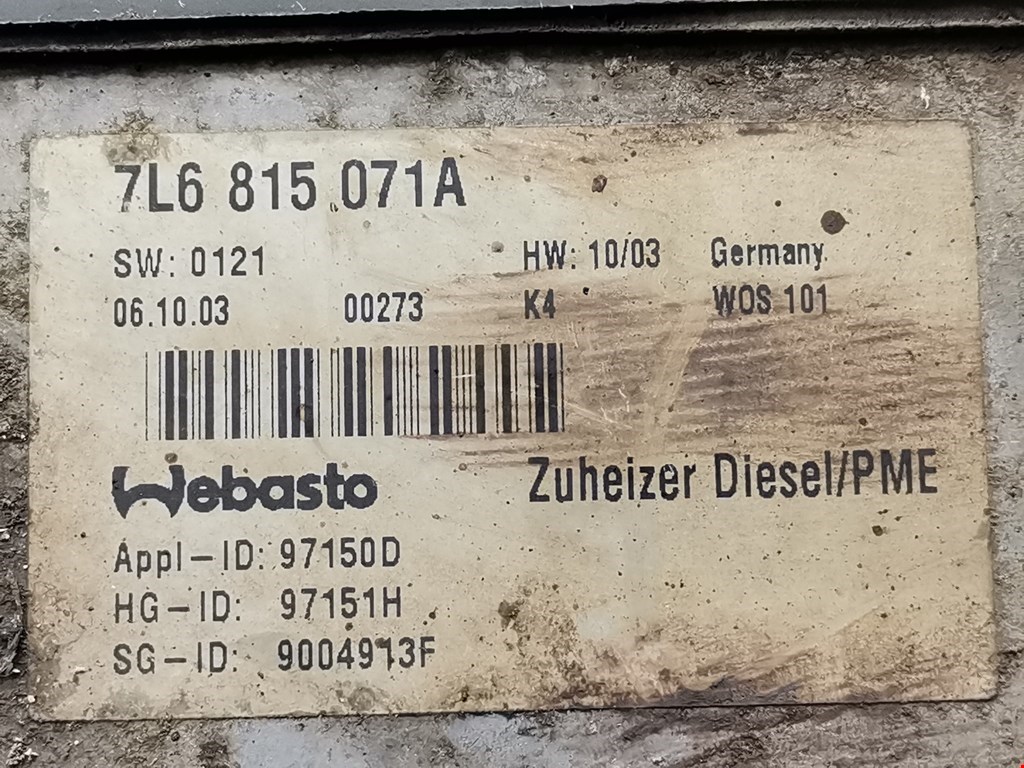 7L6 815 071A
SW: 0121 HW: 10/03 Germany
06.10.03 00273 K4 WOS 101
Webasto Zuheizer Diesel/PME
Appl-ID: 97150D
HG-ID: 97151H
SG-ID: 9004913F